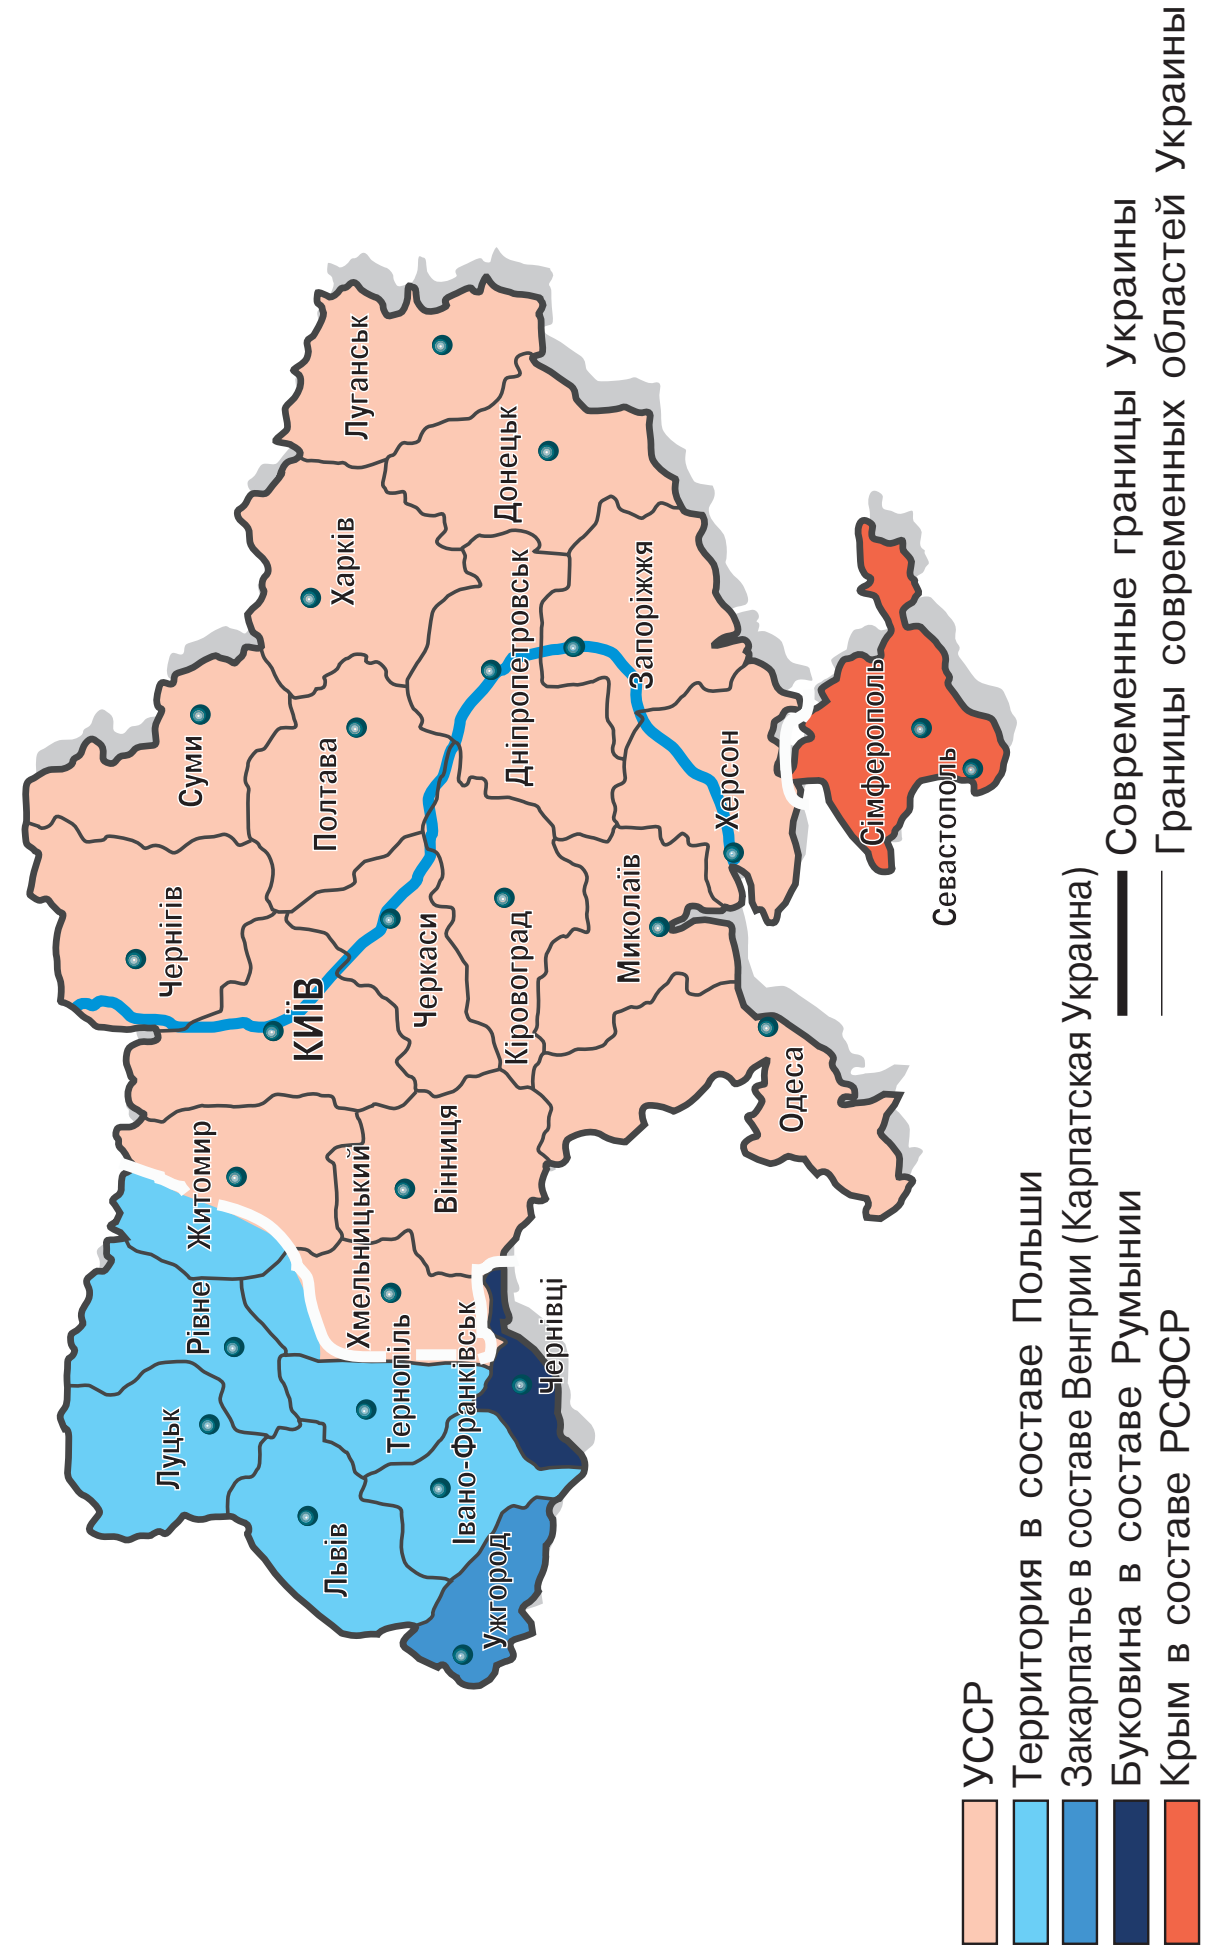 Луцьк
Рівне
Житомир
Чернігів
Суми
Львів
Тернопіль
Хмельницький
КИЇВ
Полтава
Харків
Луганськ
Ужгород
Івано-Франківськ
Чернівці
Вінниця
Черкаси
Кіровоград
Дніпропетровськ
Донецьк
Запоріжжя
Миколаїв
Херсон
Одеса
Сімферополь
Севастополь
УССР
Территория в составе Польши
Закарпатье в составе Венгрии (Карпатская Украина)
Буковина в составе Румынии
Крым в составе РСФСР
Современные границы Украины
Границы современных областей Украины